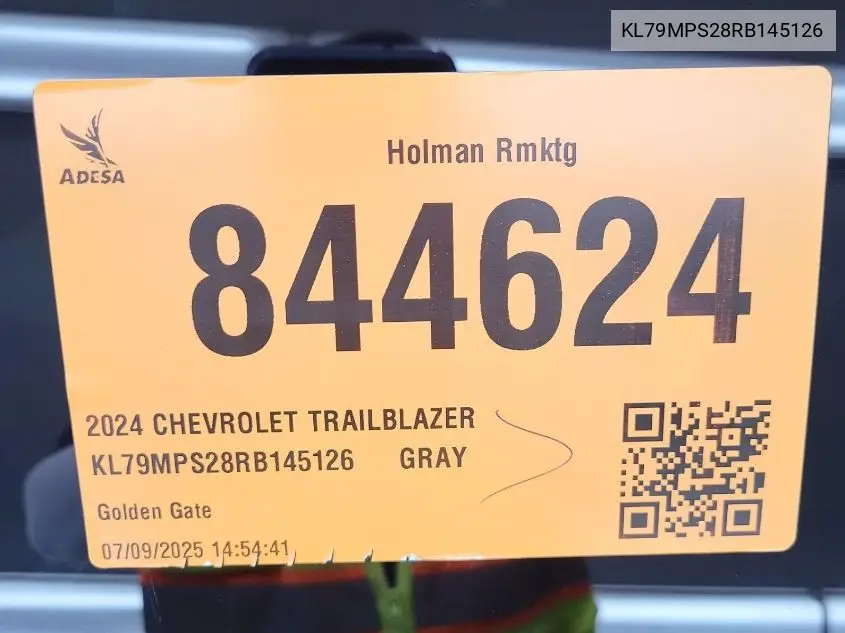 KL79MPS28RB145126
ADESA
Holman Rmktg
844624
2024 CHEVROLET TRAILBLAZER
KL79MPS28RB145126 GRAY
Golden Gate
07/09/2025 14:54:41